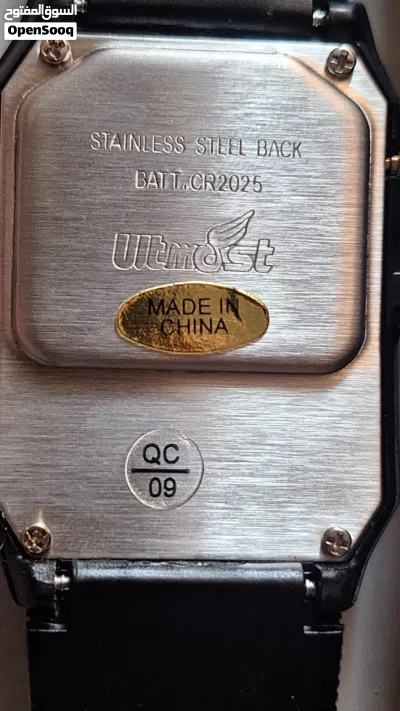 السوق المفتوح
OpenSooq
STAINLESS STEEL BACK
BATT.CR2025
Ultmost
MADE IN
CHINA
QC
09